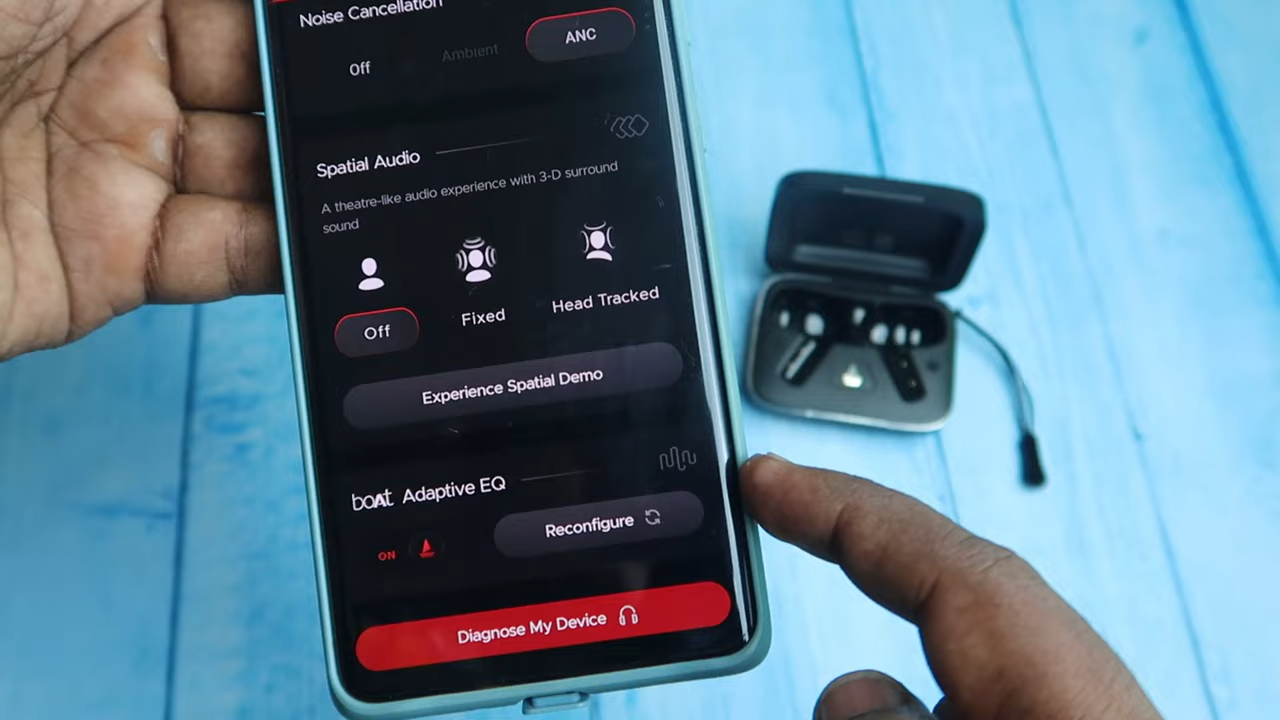 Noise Cancellation
Off Ambient ANC
Spatial Audio
A theatre-like audio experience with 3-D surround
sound
Off Fixed Head Tracked
Experience Spatial Demo
boAt Adaptive EQ
ON Reconfigure
Diagnose My Device